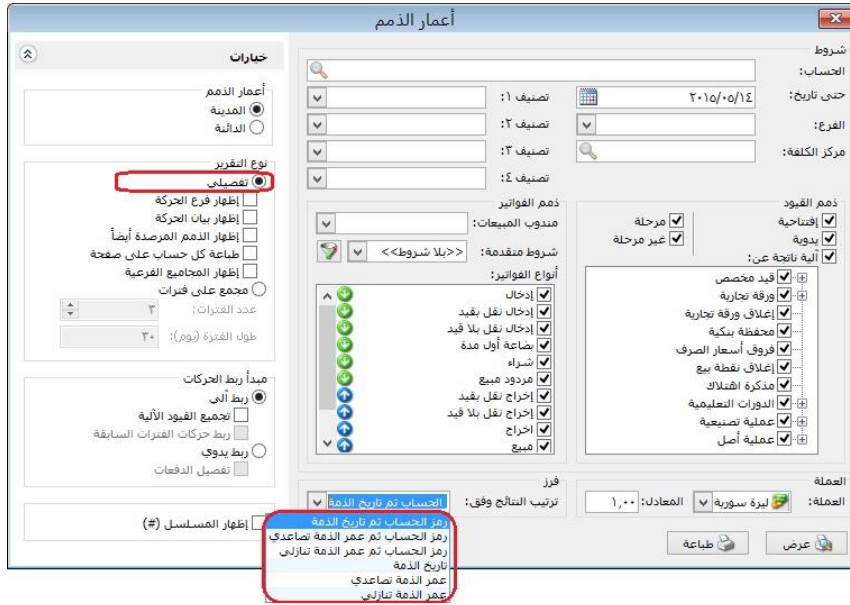 أعمار الذمم
شروط
الحساب:
حتى تاريخ: ٢٠١٥/٠٥/١٤
تصنيف ١:
الفرع:
تصنيف ٢:
مركز الكلفة:
تصنيف ٣:
تصنيف ٤:
ذمم القيود
إفتتاحية
مرحلة
يدوية
غير مرحلة
آلية ناتجة عن:
قيد مخصص
ورقة تجارية
إغلاق ورقة تجارية
محفظة بنكية
فروق أسعار الصرف
إغلاق نقطة بيع
مذكرة اهتلاك
الدورات التعليمية
عملية تصنيعية
عملية أصل
ذمم الفواتير
مندوب المبيعات:
شروط متقدمة: <<بلا شروط>>
أنواع الفواتير:
إدخال
إدخال نقل بقيد
إدخال نقل بلا قيد
بضاعة أول مدة
شراء
مردود مبيع
إخراج نقل بقيد
إخراج نقل بلا قيد
اخراج
مبيع
العملة
العملة: ليرة سورية المعادل: ١,٠٠
فرز
ترتيب النتائج وفق: الحساب ثم تاريخ الذمة
رمز الحساب ثم تاريخ الذمة
رمز الحساب ثم عمر الذمة تصاعدي
رمز الحساب ثم عمر الذمة تنازلي
تاريخ الذمة
عمر الذمة تصاعدي
عمر الذمة تنازلي
عرض
طباعة
خيارات
أعمار الذمم
المدينة
الدائنة
نوع التقرير
تفصيلي
إظهار فرع الحركة
إظهار بيان الحركة
إظهار الذمم المرصدة أيضاً
طباعة كل حساب على صفحة
إظهار المجاميع الفرعية
مجمع على فترات
عدد الفترات: ٣
طول الفترة (يوم): ٣٠
مبدأ ربط الحركات
ربط آلي
تجميع القيود الآلية
ربط حركات الفترات السابقة
ربط يدوي
تفصيل الدفعات
إظهار المسلسل (#)